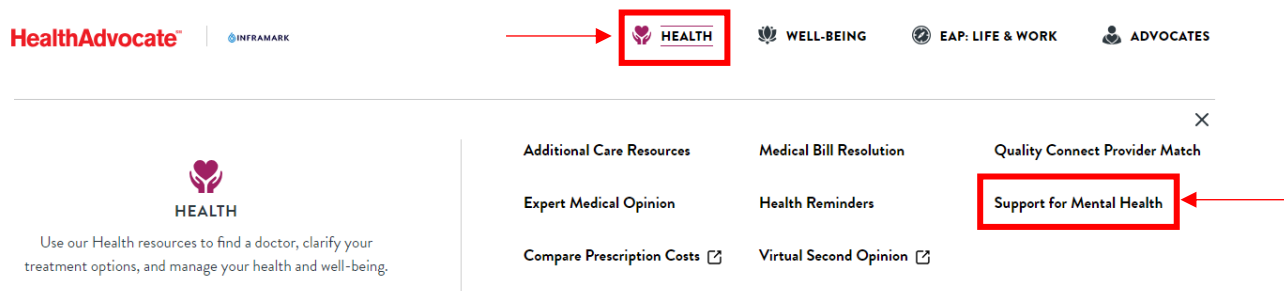 HealthAdvocate℠
INFRAMARK
HEALTH
WELL-BEING
EAP: LIFE & WORK
ADVOCATES
HEALTH
Use our Health resources to find a doctor, clarify your
treatment options, and manage your health and well-being.
Additional Care Resources
Medical Bill Resolution
Quality Connect Provider Match
Expert Medical Opinion
Health Reminders
Support for Mental Health
Compare Prescription Costs
Virtual Second Opinion